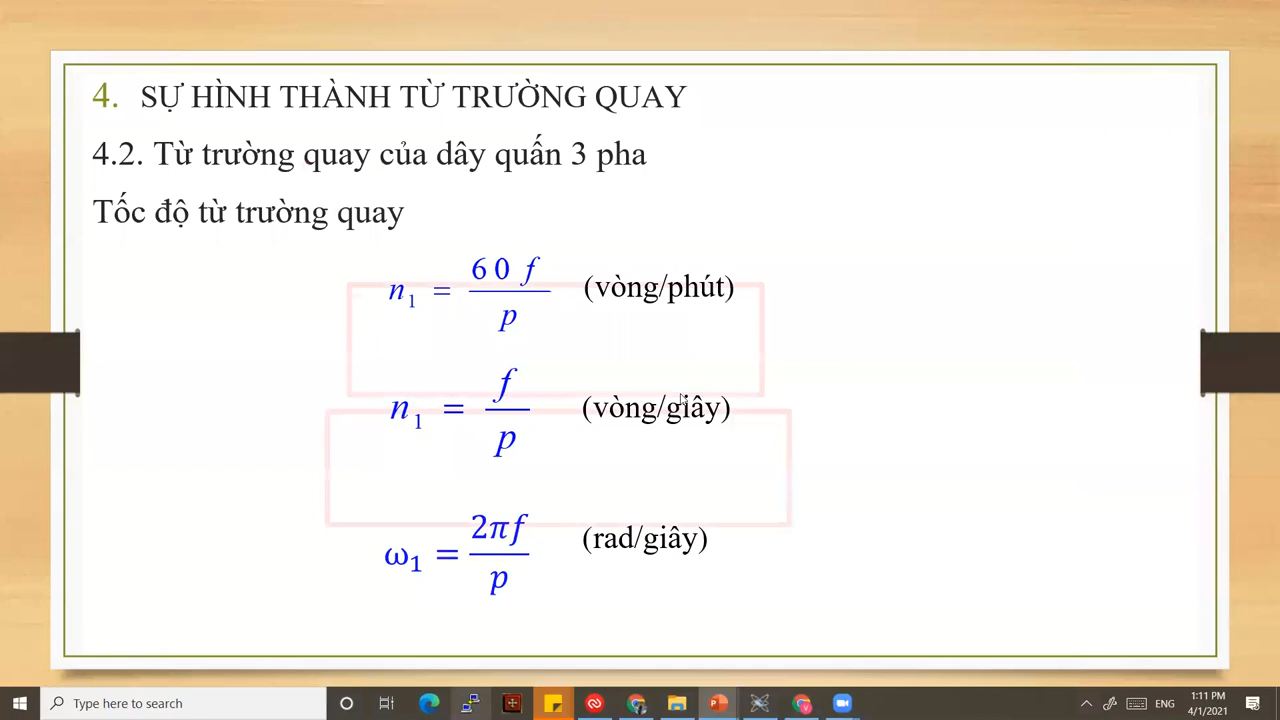 4. SỰ HÌNH THÀNH TỪ TRƯỜNG QUAY
4.2. Từ trường quay của dây quấn 3 pha
Tốc độ từ trường quay
n₁ = 60 f / p (vòng/phút)
n₁ = f / p (vòng/giây)
ω₁ = 2πf / p (rad/giây)
Type here to search
ENG
1:11 PM
4/1/2021